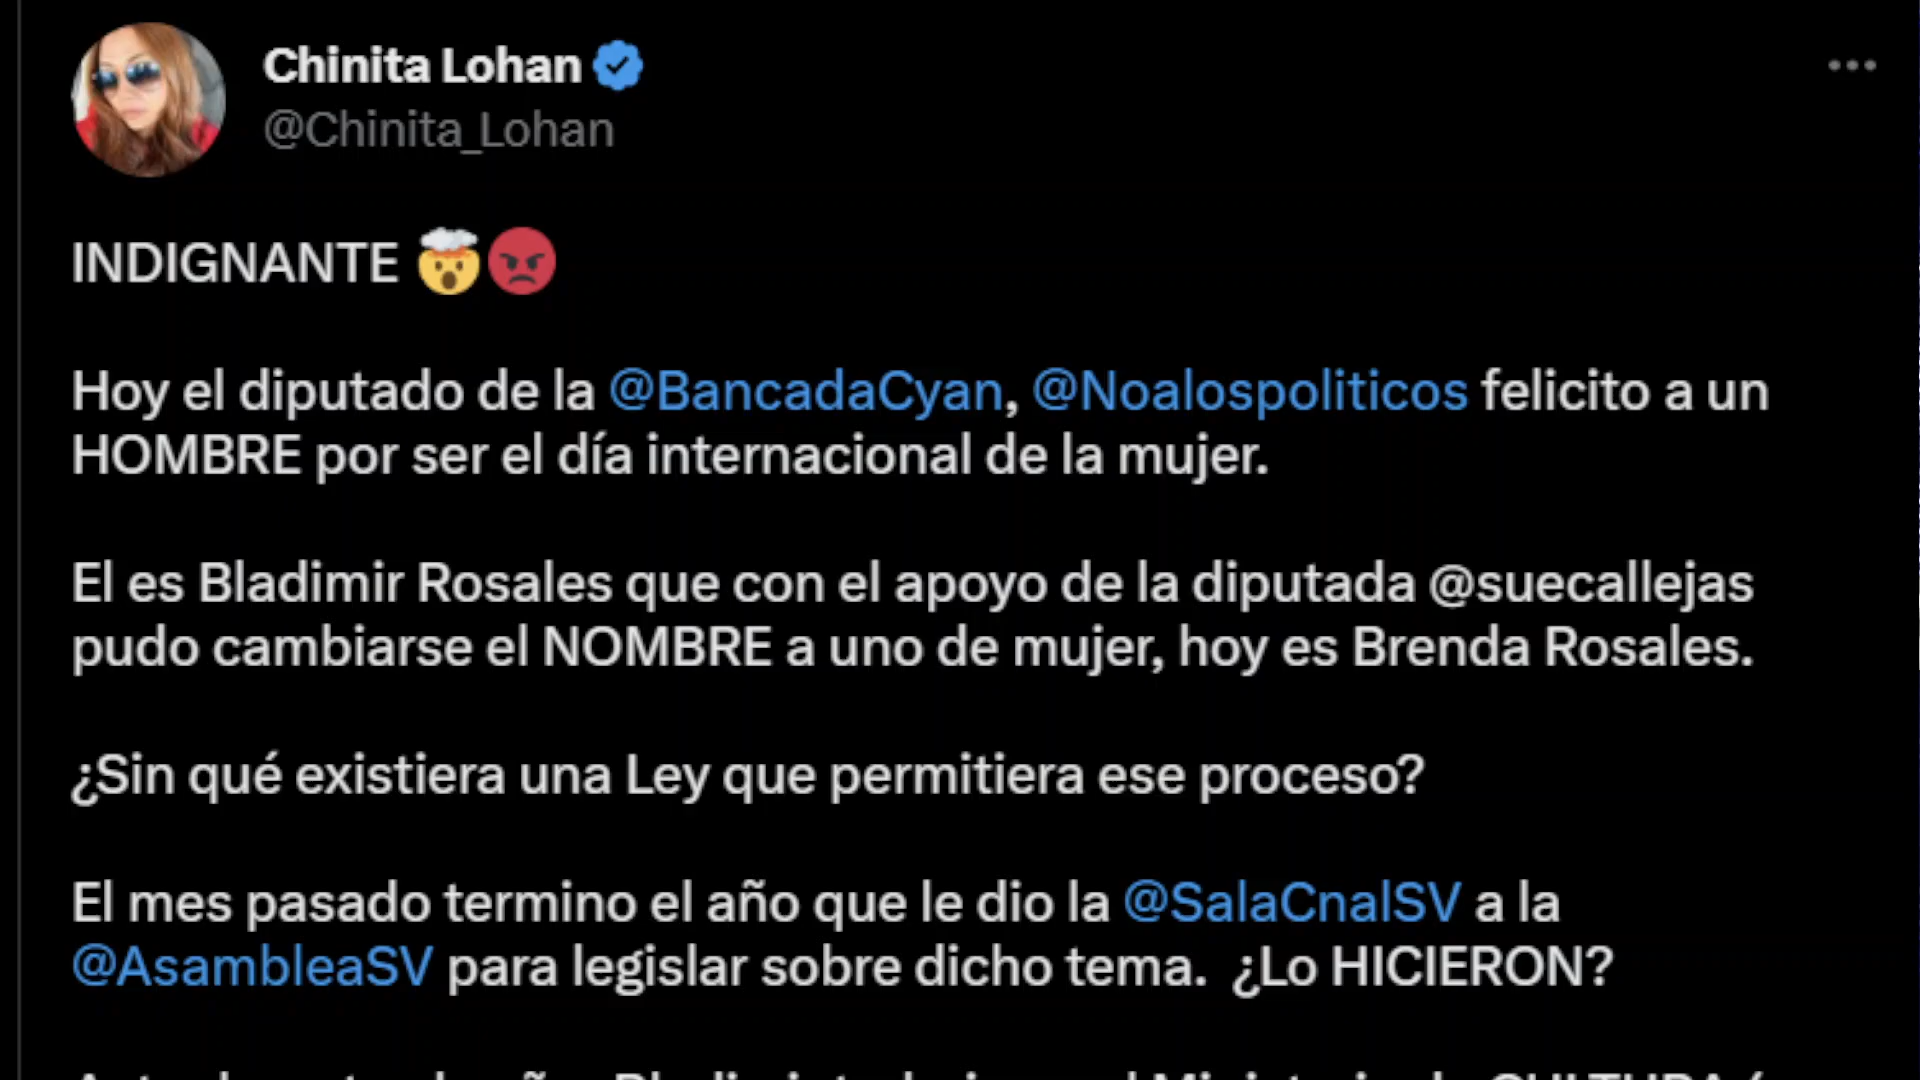 Chinita Lohan
@Chinita_Lohan
INDIGNANTE 🤯😡
Hoy el diputado de la @BancadaCyan, @Noalospoliticos felicito a un
HOMBRE por ser el día internacional de la mujer.
El es Bladimir Rosales que con el apoyo de la diputada @suecallejas
pudo cambiarse el NOMBRE a uno de mujer, hoy es Brenda Rosales.
¿Sin qué existiera una Ley que permitiera ese proceso?
El mes pasado termino el año que le dio la @SalaCnalSV a la
@AsambleaSV para legislar sobre dicho tema. ¿Lo HICIERON?